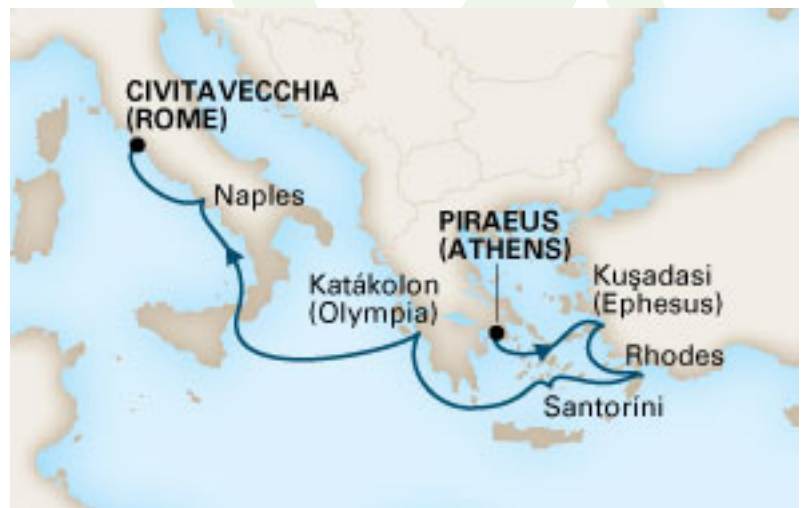 CIVITAVECCHIA
(ROME)
Naples
PIRAEUS
(ATHENS)
Katákolon
(Olympia)
Kuşadasi
(Ephesus)
Rhodes
Santoríni